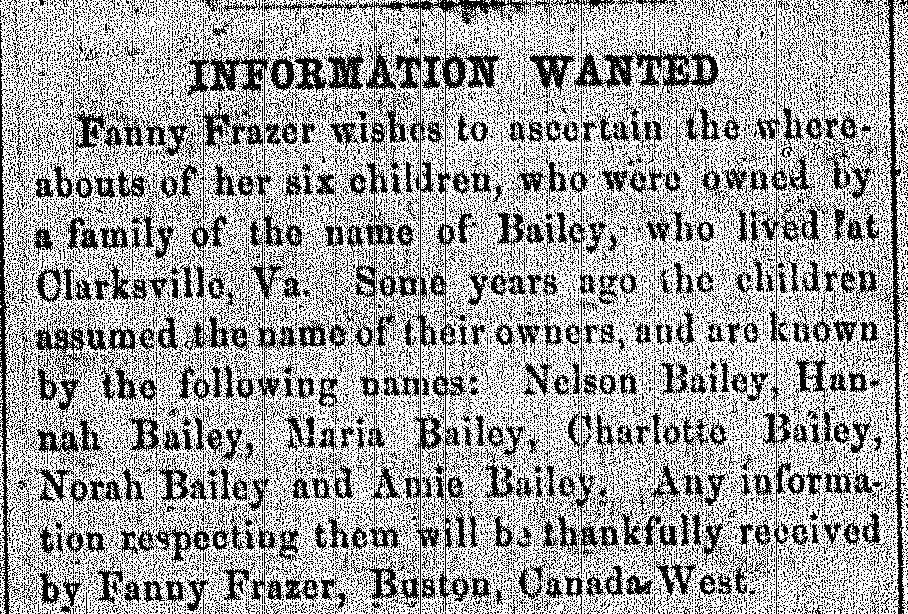 INFORMATION WANTED
Fanny Frazer wishes to ascertain the where-
abouts of her six children, who were owned by
a family of the name of Bailey, who lived at
Clarksville, Va. Some years ago the children
assumed the name of their owners, and are known
by the following names: Nelson Bailey, Han-
nah Bailey, Maria Bailey, Charlotte Bailey,
Norah Bailey and Amie Bailey. Any informa-
tion respecting them will be thankfully received
by Fanny Frazer, Buxton, Canada West.